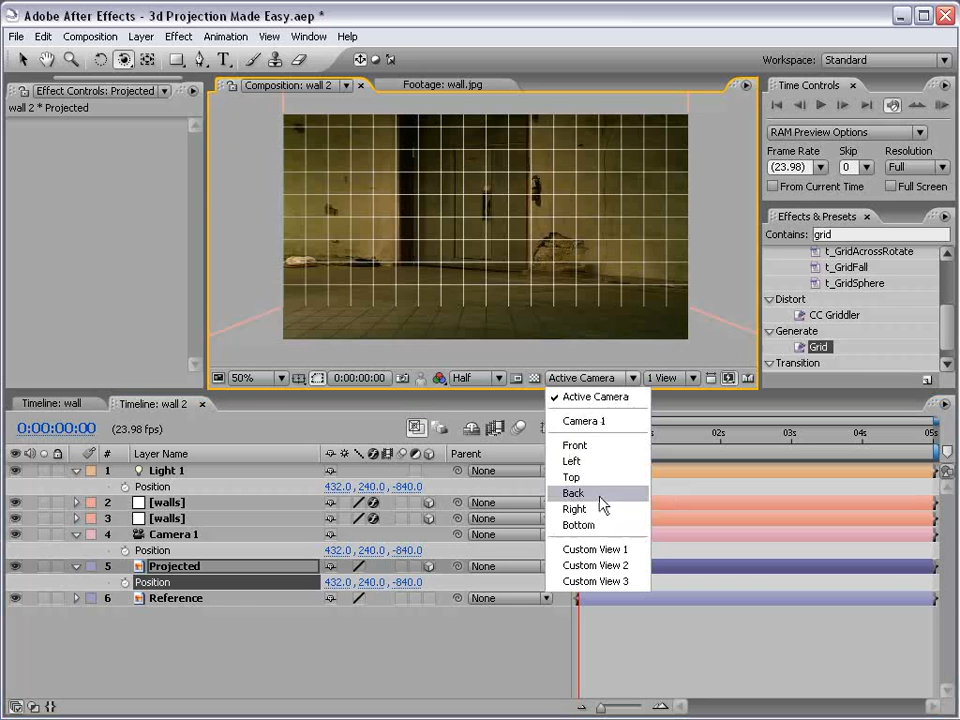 Adobe After Effects - 3d Projection Made Easy.aep *
File Edit Composition Layer Effect Animation View Window Help
Workspace: Standard
Effect Controls: Projected
wall 2 * Projected
Composition: wall 2
Footage: wall.jpg
Time Controls
RAM Preview Options
Frame Rate Skip Resolution
(23.98) 0 Full
From Current Time Full Screen
Effects & Presets
Contains: grid
t_GridAcrossRotate
t_GridFall
t_GridSphere
Distort
CC Griddler
Generate
Grid
Transition
50% 0:00:00:00 Half Active Camera 1 View
Active Camera
Camera 1
Front
Left
Top
Back
Right
Bottom
Custom View 1
Custom View 2
Custom View 3
Timeline: wall Timeline: wall 2
0:00:00:00 (23.98 fps)
02s 03s 04s 05s
# Layer Name Parent
1 Light 1 None
Position 432.0, 240.0, -840.0
2 [walls] None
3 [walls] None
4 Camera 1 None
Position 432.0, 240.0, -840.0
5 Projected None
Position 432.0, 240.0, -840.0
6 Reference None